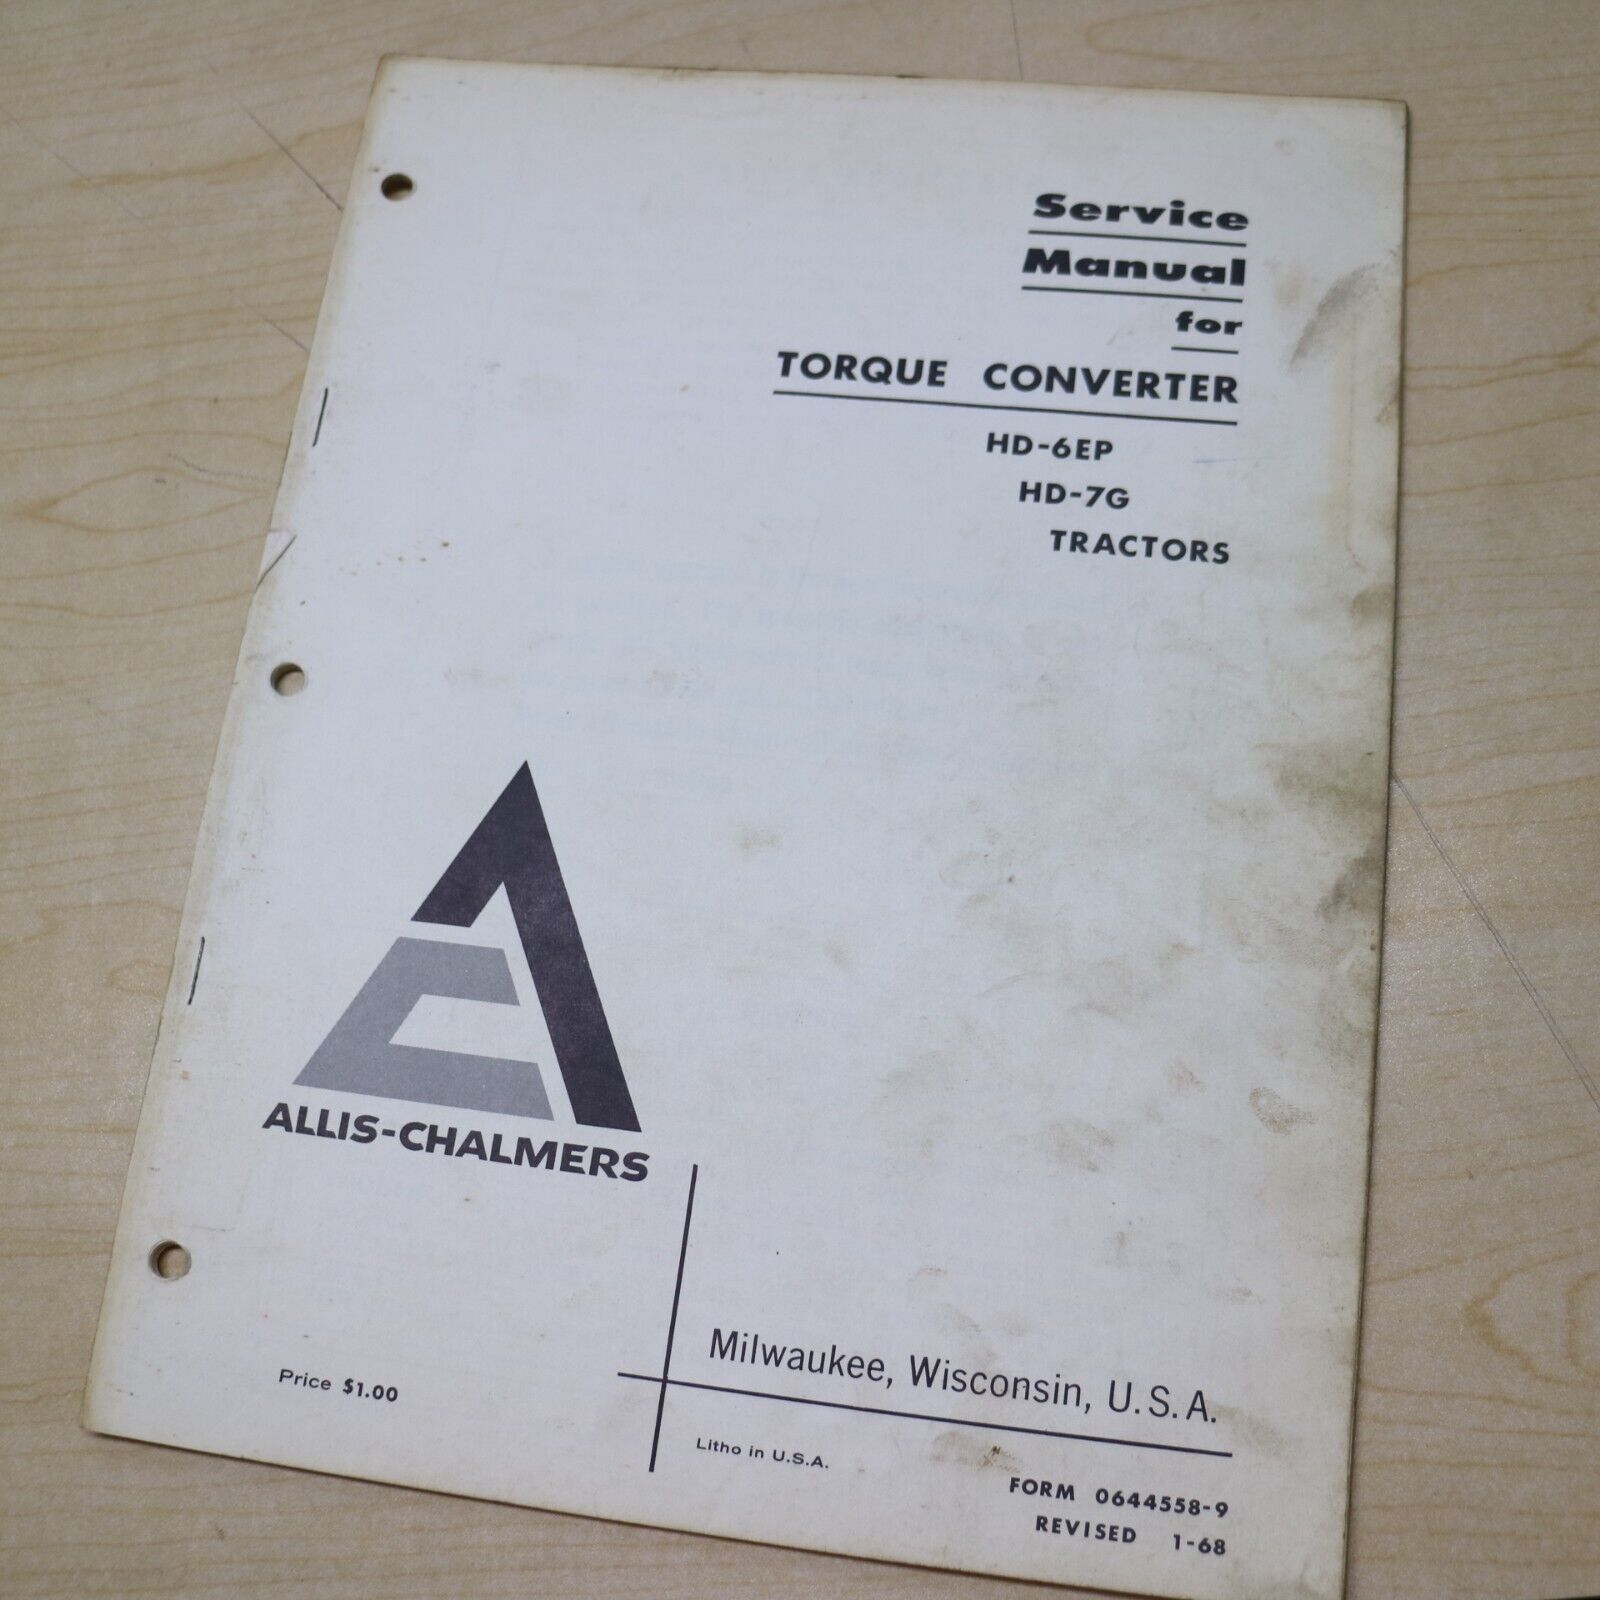 Service
Manual
for
TORQUE CONVERTER
HD-6EP
HD-7G
TRACTORS
ALLIS-CHALMERS
Milwaukee, Wisconsin, U.S.A.
Price $1.00
Litho in U.S.A.
FORM 0644558-9
REVISED 1-68